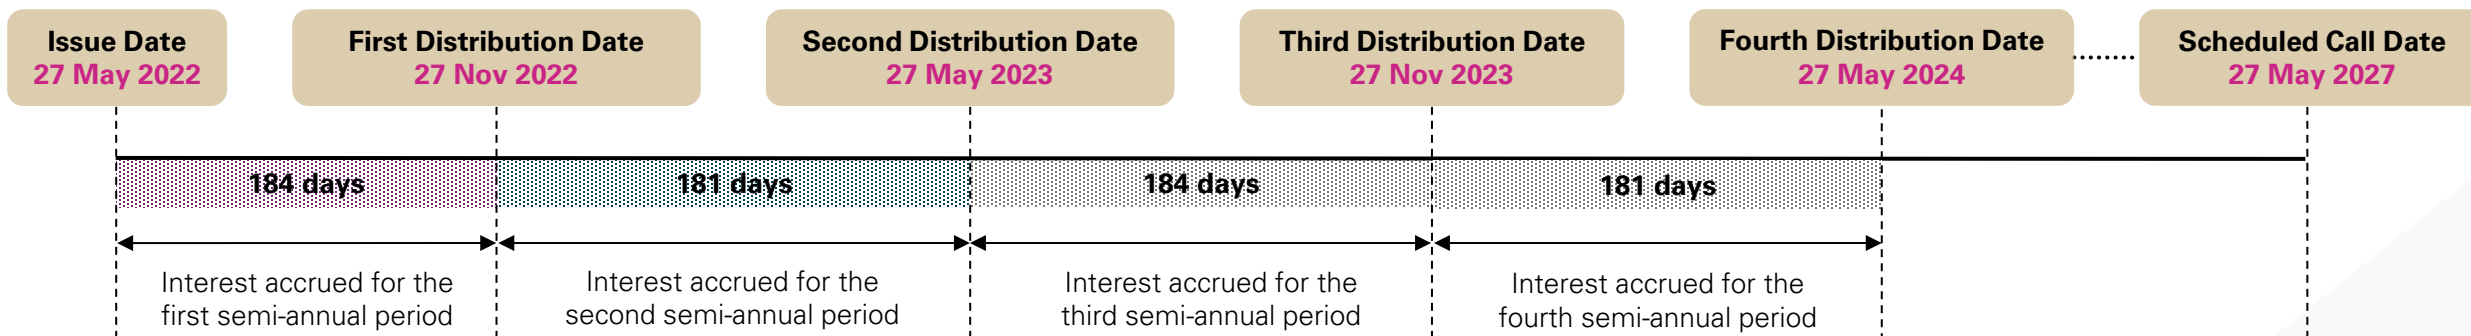 Issue Date
27 May 2022
First Distribution Date
27 Nov 2022
Second Distribution Date
27 May 2023
Third Distribution Date
27 Nov 2023
Fourth Distribution Date
27 May 2024
Scheduled Call Date
27 May 2027
184 days
181 days
184 days
181 days
Interest accrued for the
first semi-annual period
Interest accrued for the
second semi-annual period
Interest accrued for the
third semi-annual period
Interest accrued for the
fourth semi-annual period